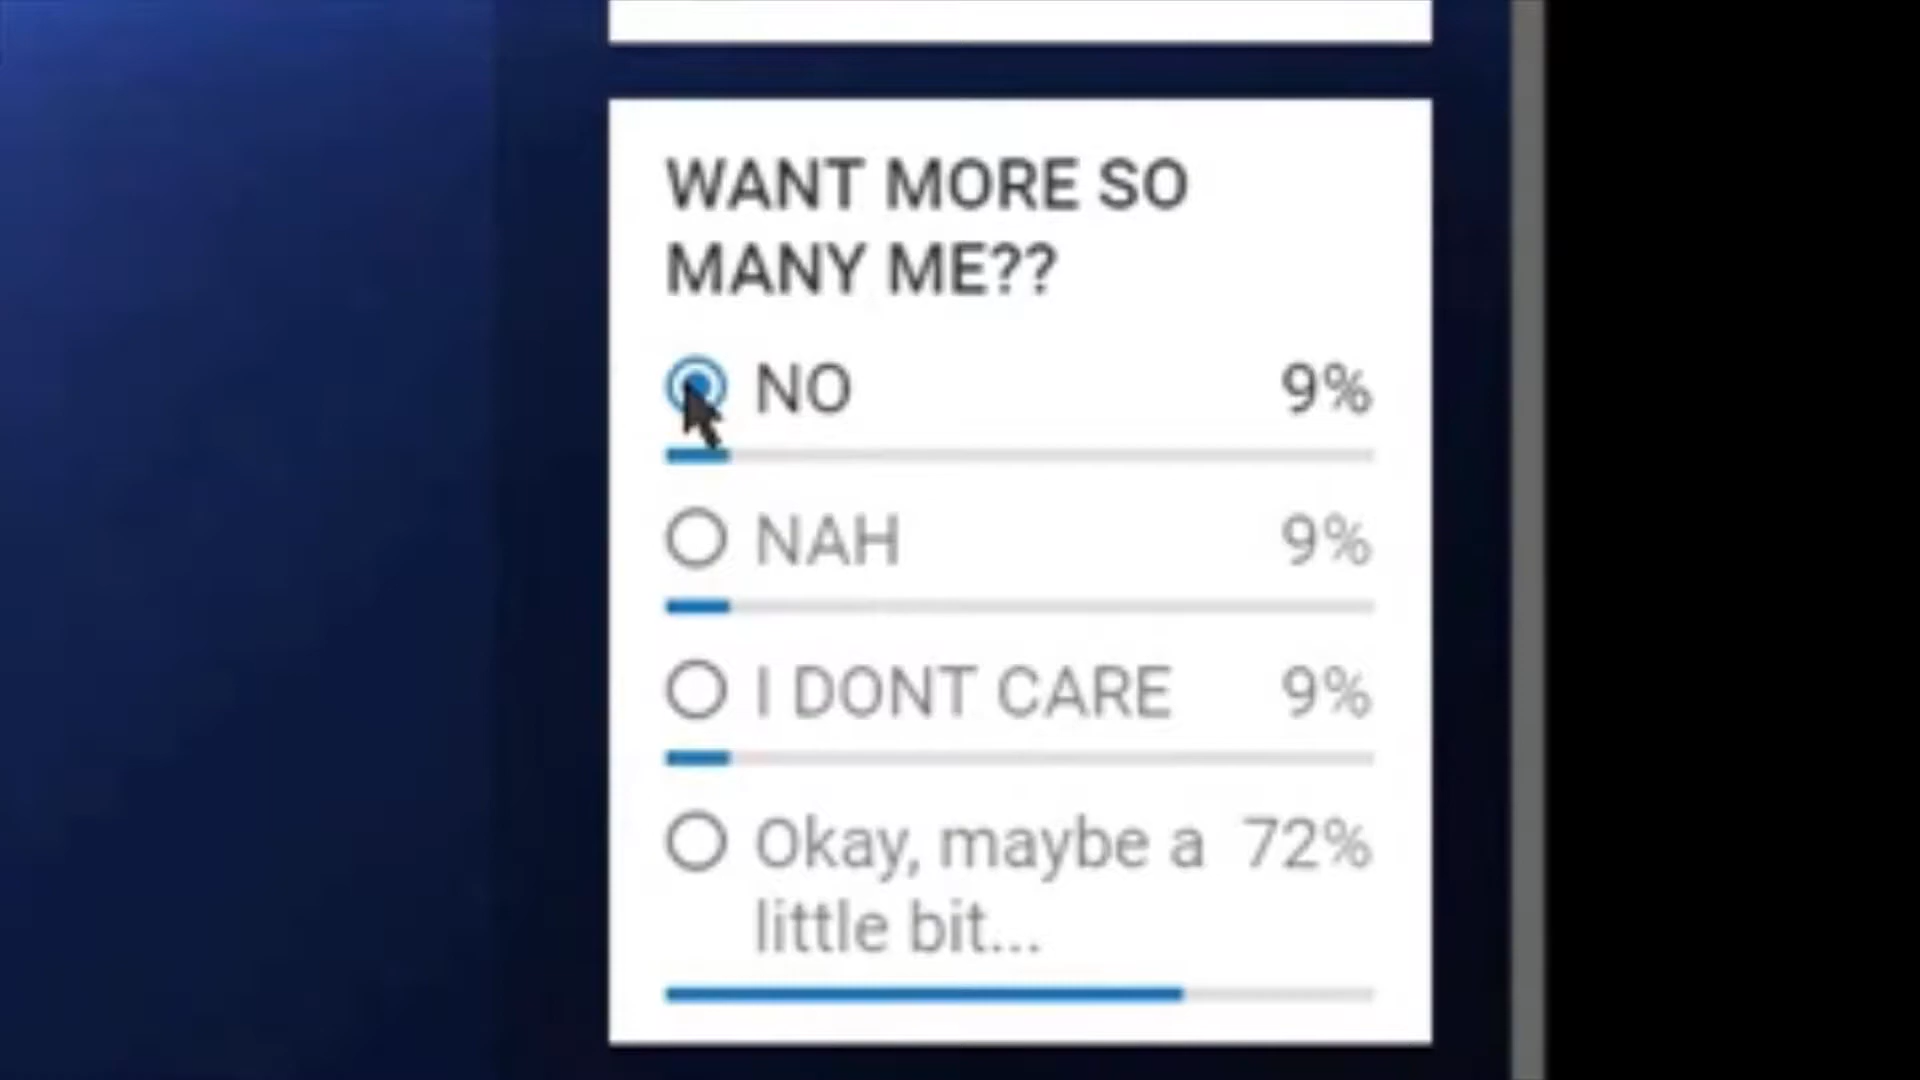 WANT MORE SO
MANY ME??
NO 9%
NAH 9%
I DONT CARE 9%
Okay, maybe a 72%
little bit...